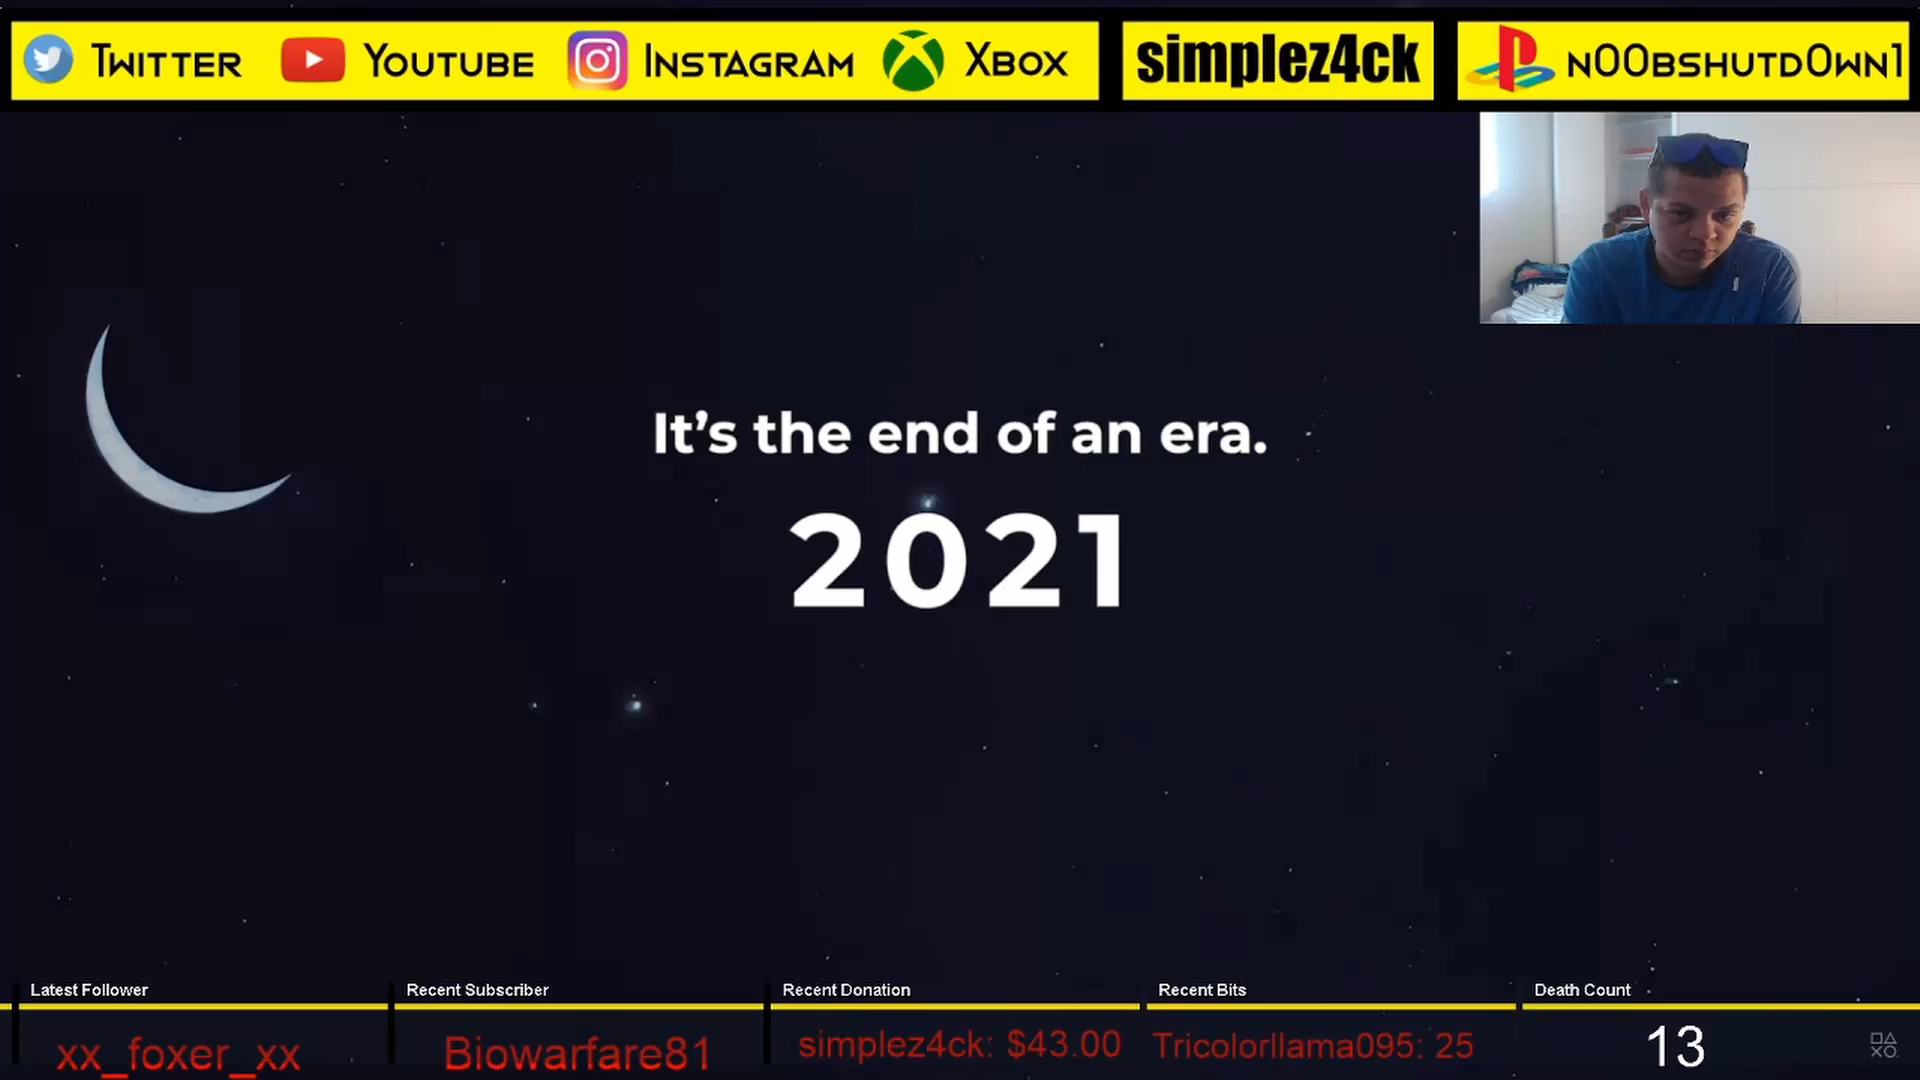 Twitter Youtube Instagram Xbox simplez4ck n00bshutd0wn1
It's the end of an era.
2021
Latest Follower Recent Subscriber Recent Donation Recent Bits Death Count
xx_foxer_xx Biowarfare81 simplez4ck: $43.00 Tricolorllama095: 25 13